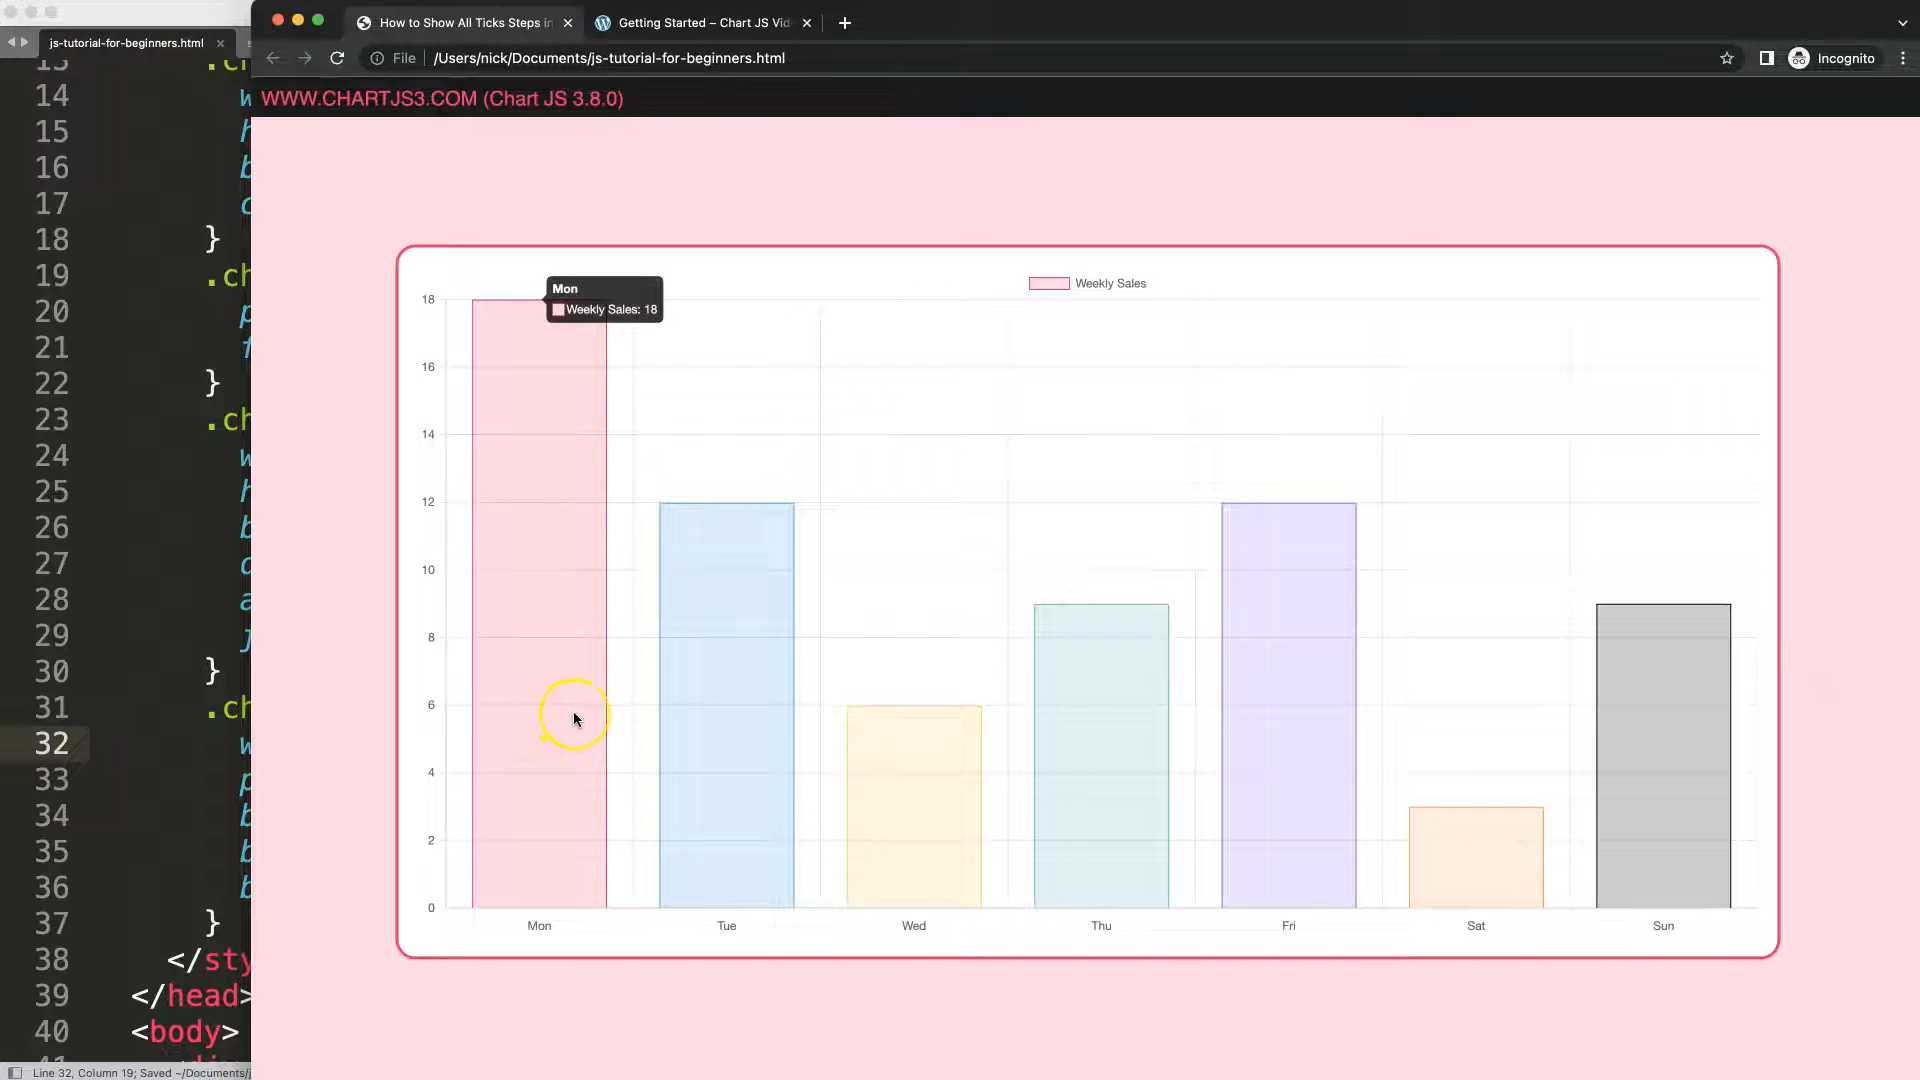 How to Show All Ticks Steps in
Getting Started – Chart JS Vid
js-tutorial-for-beginners.html
File
/Users/nick/Documents/js-tutorial-for-beginners.html
Incognito
WWW.CHARTJS3.COM (Chart JS 3.8.0)
13 .ch
14 w
15 h
16 b
17 c
18 }
19 .ch
20 p
21 f
22 }
23 .ch
24 w
25 h
26 b
27 d
28 a
29 j
30 }
31 .ch
32 w
33 p
34 b
35 b
36 b
37 }
38 </sty
39 </head>
40 <body>
41 <di
Line 32, Column 19; Saved ~/Documents/j
Weekly Sales
Mon
Weekly Sales: 18
18
16
14
12
10
8
6
4
2
0
Mon Tue Wed Thu Fri Sat Sun